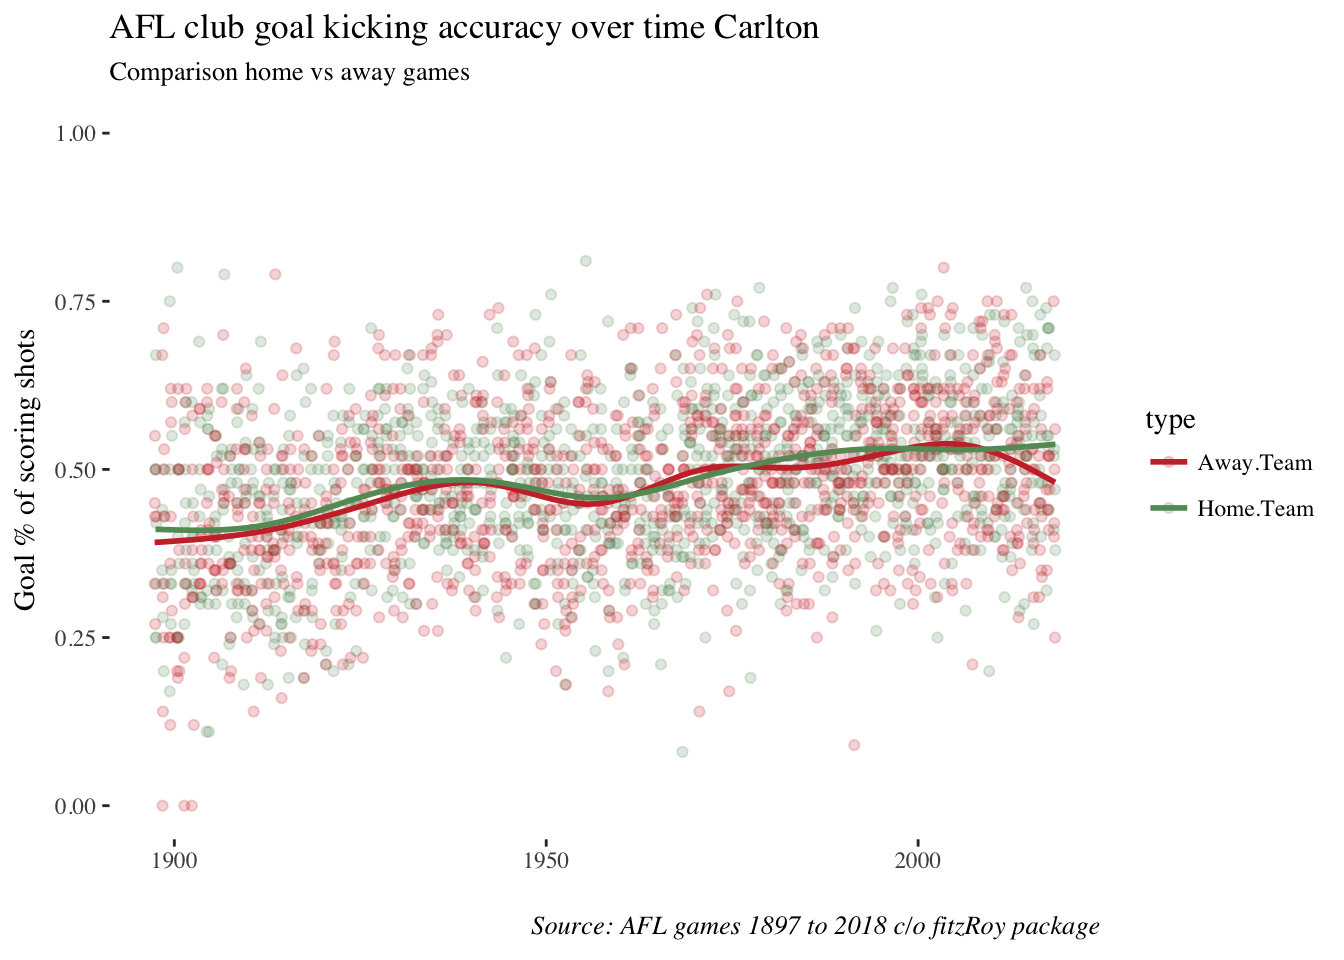 AFL club goal kicking accuracy over time Carlton
Comparison home vs away games
Goal % of scoring shots
1.00
0.75
0.50
0.25
0.00
1900
1950
2000
type
Away.Team
Home.Team
Source: AFL games 1897 to 2018 c/o fitzRoy package